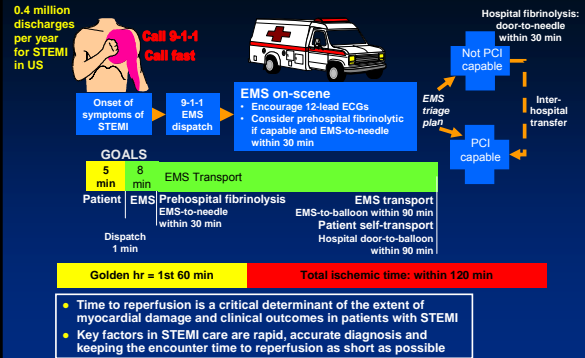 0.4 million
discharges
per year
for STEMI
in US
Call 9-1-1
Call fast
Hospital fibrinolysis:
door-to-needle
within 30 min
Not PCI
capable
Onset of
symptoms of
STEMI
9-1-1
EMS
dispatch
EMS on-scene
• Encourage 12-lead ECGs
• Consider prehospital fibrinolytic
if capable and EMS-to-needle
within 30 min
EMS
triage
plan
Inter-
hospital
transfer
PCI
capable
GOALS
5
min
8
min
EMS Transport
Patient
EMS
Prehospital fibrinolysis
EMS-to-needle
within 30 min
EMS transport
EMS-to-balloon within 90 min
Patient self-transport
Hospital door-to-balloon
within 90 min
Dispatch
1 min
Golden hr = 1st 60 min
Total ischemic time: within 120 min
• Time to reperfusion is a critical determinant of the extent of
myocardial damage and clinical outcomes in patients with STEMI
• Key factors in STEMI care are rapid, accurate diagnosis and
keeping the encounter time to reperfusion as short as possible